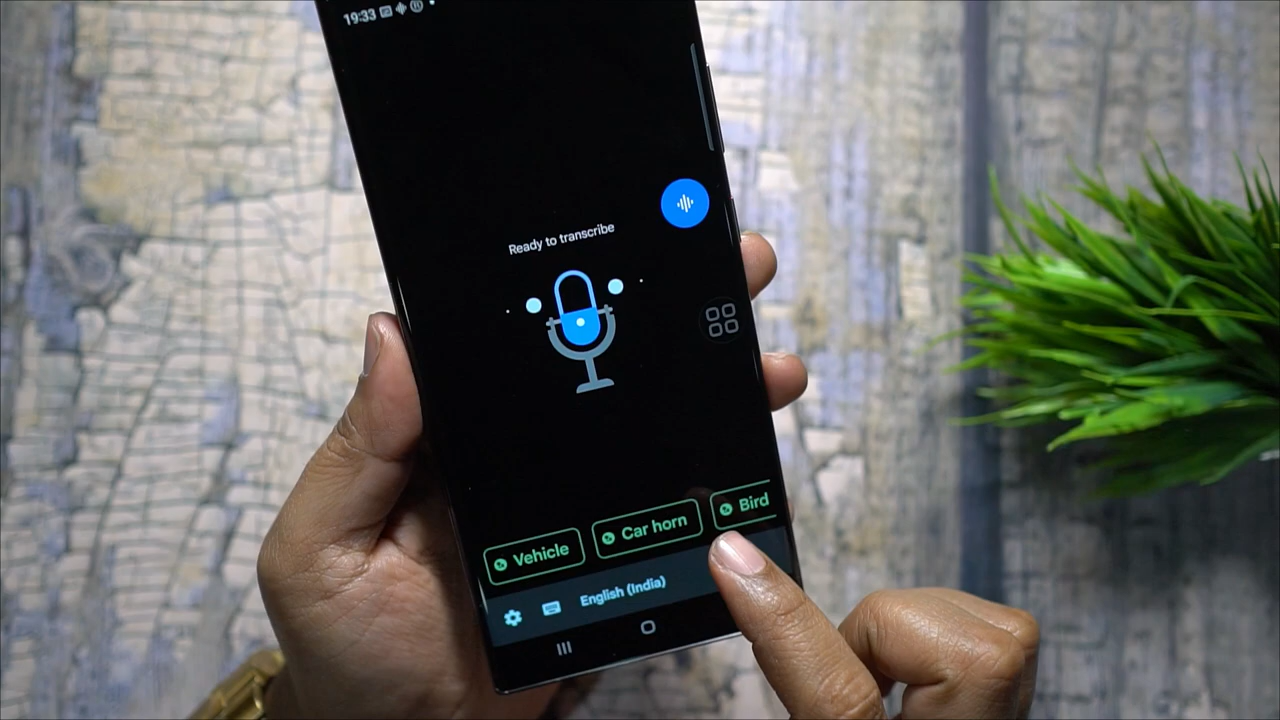 19:33
Ready to transcribe
Vehicle
Car horn
Bird
English (India)